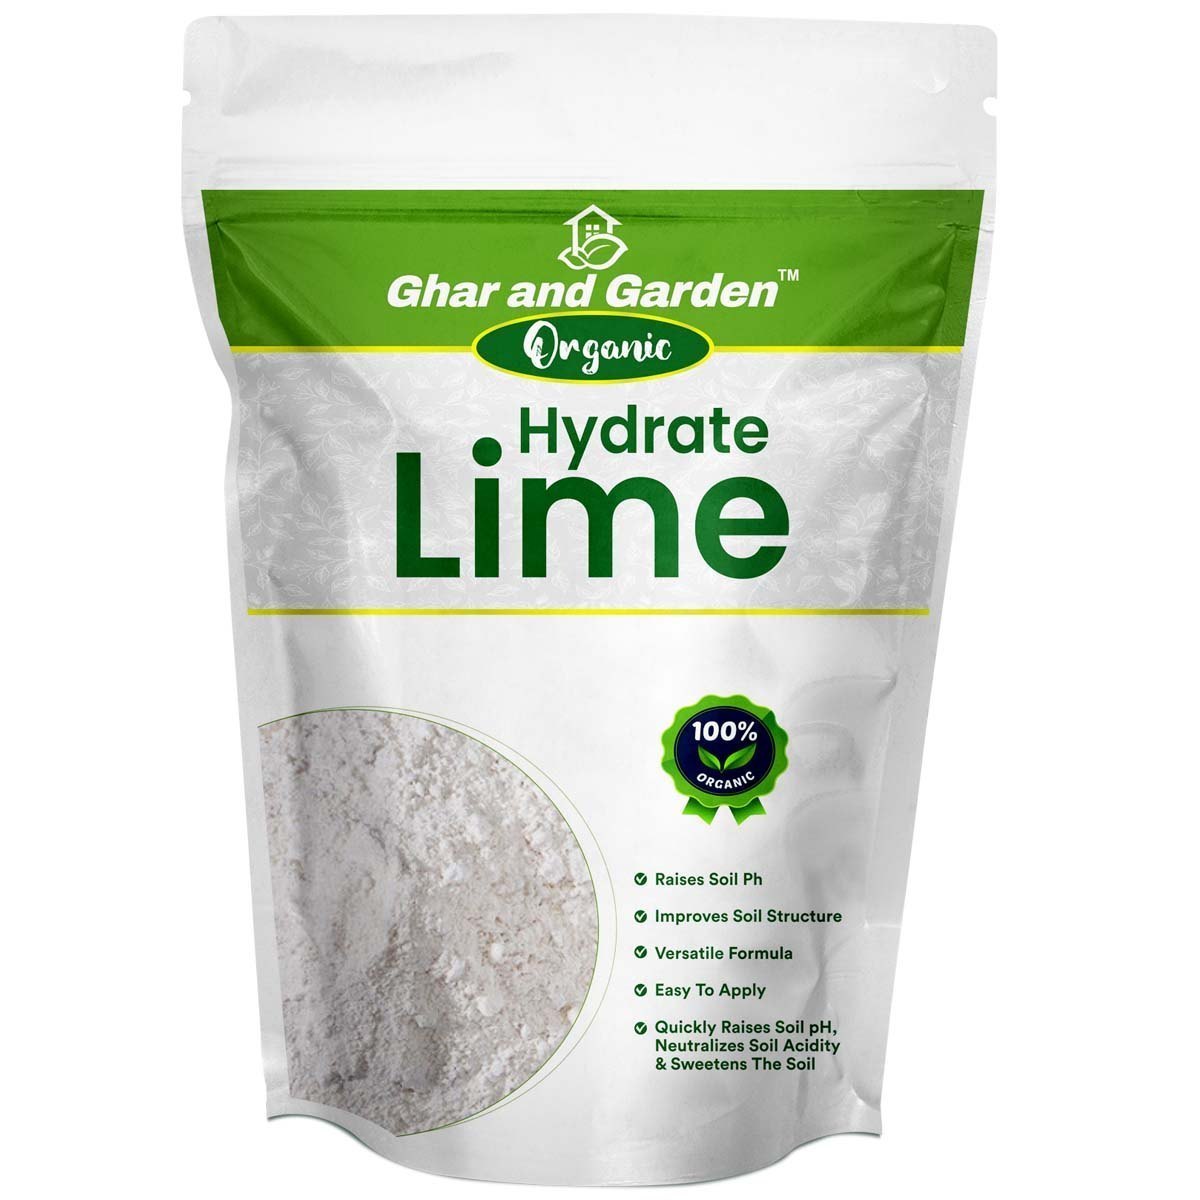 Ghar and Garden™
Organic
Hydrate
Lime
100%
ORGANIC
Raises Soil Ph
Improves Soil Structure
Versatile Formula
Easy To Apply
Quickly Raises Soil pH,
Neutralizes Soil Acidity
& Sweetens The Soil